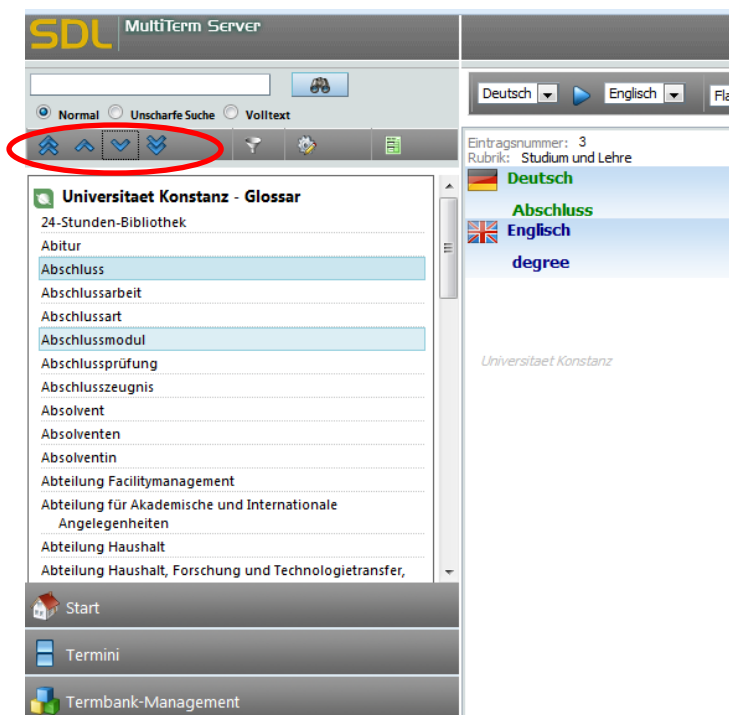 SDL MultiTerm Server
Normal Unscharfe Suche Volltext
Universitaet Konstanz - Glossar
24-Stunden-Bibliothek
Abitur
Abschluss
Abschlussarbeit
Abschlussart
Abschlussmodul
Abschlussprüfung
Abschlusszeugnis
Absolvent
Absolventen
Absolventin
Abteilung Facilitymanagement
Abteilung für Akademische und Internationale
Angelegenheiten
Abteilung Haushalt
Abteilung Haushalt, Forschung und Technologietransfer,
Start
Termini
Termbank-Management
Deutsch Englisch Fla
Eintragsnummer: 3
Rubrik: Studium und Lehre
Deutsch
Abschluss
Englisch
degree
Universitaet Konstanz